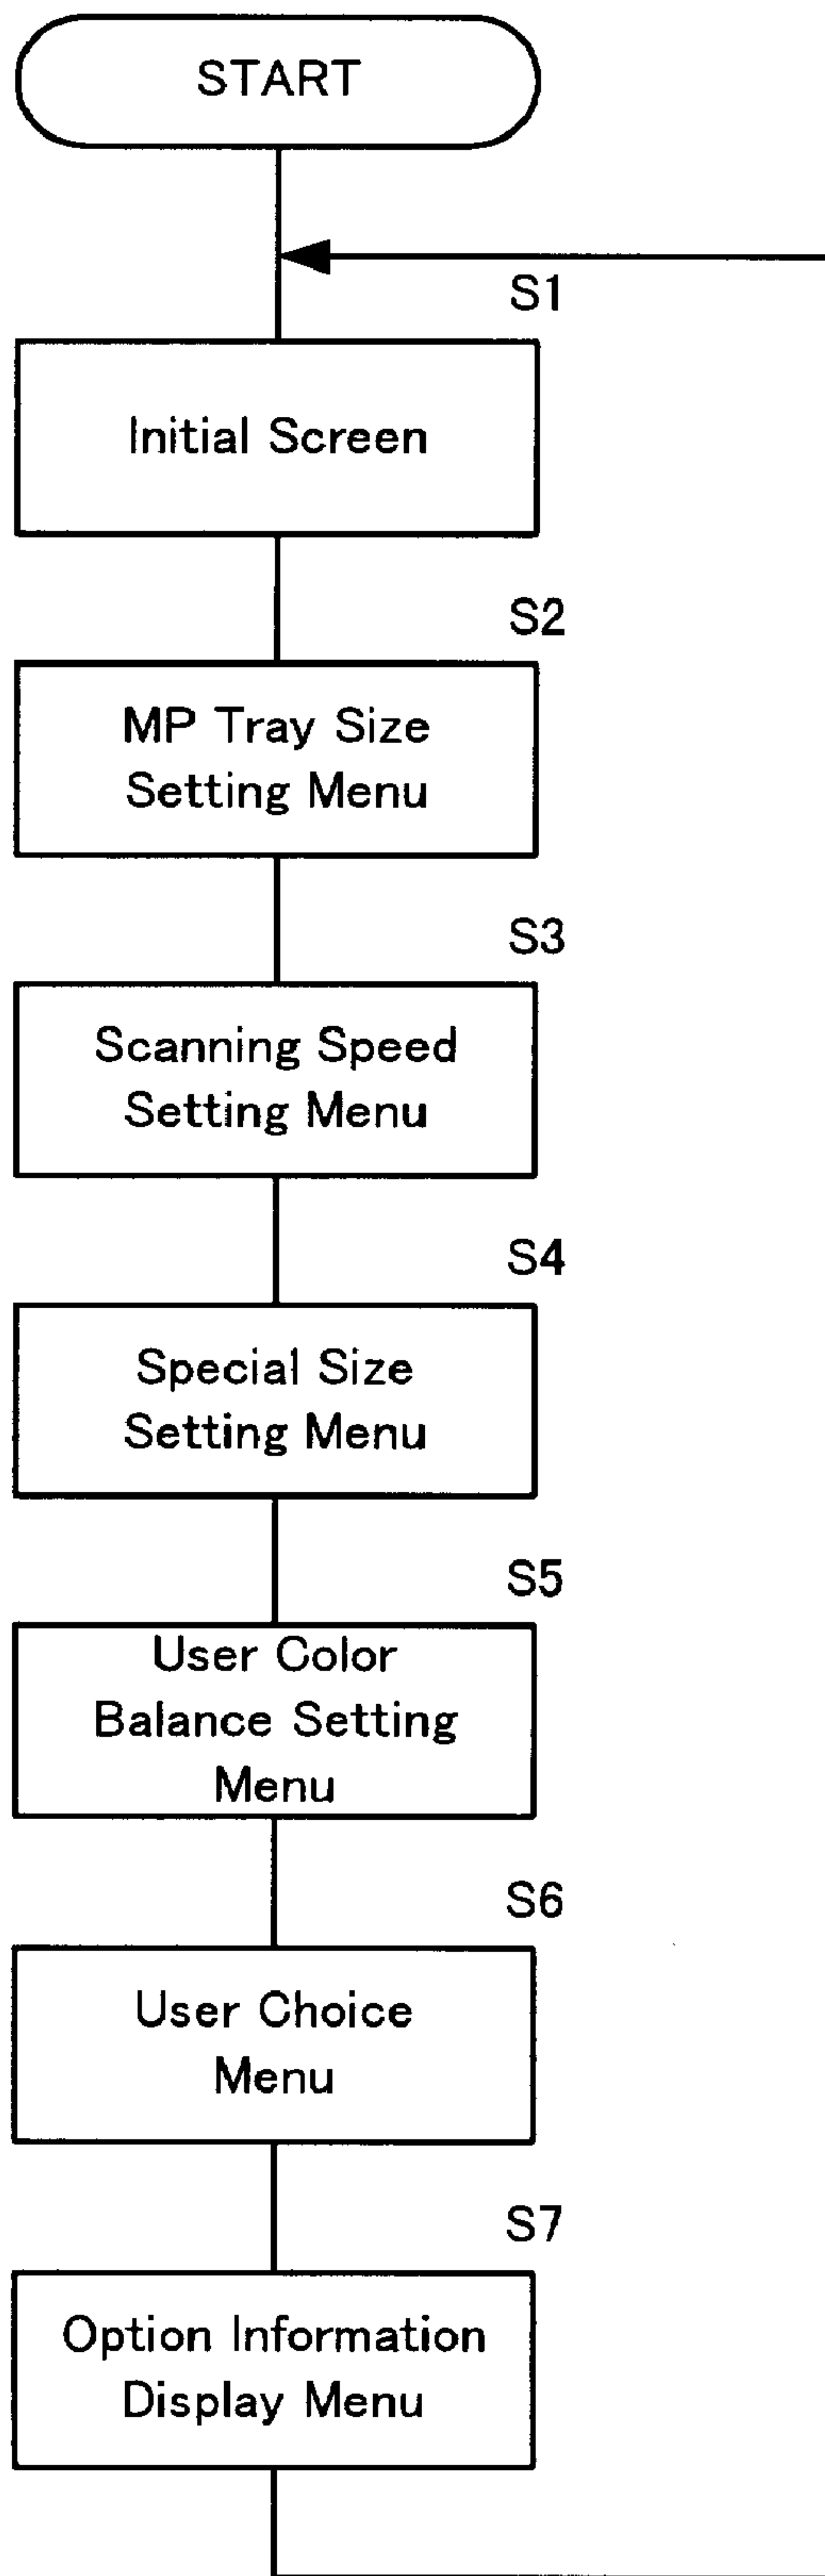 START
S1
Initial Screen
S2
MP Tray Size
Setting Menu
S3
Scanning Speed
Setting Menu
S4
Special Size
Setting Menu
S5
User Color
Balance Setting
Menu
S6
User Choice
Menu
S7
Option Information
Display Menu